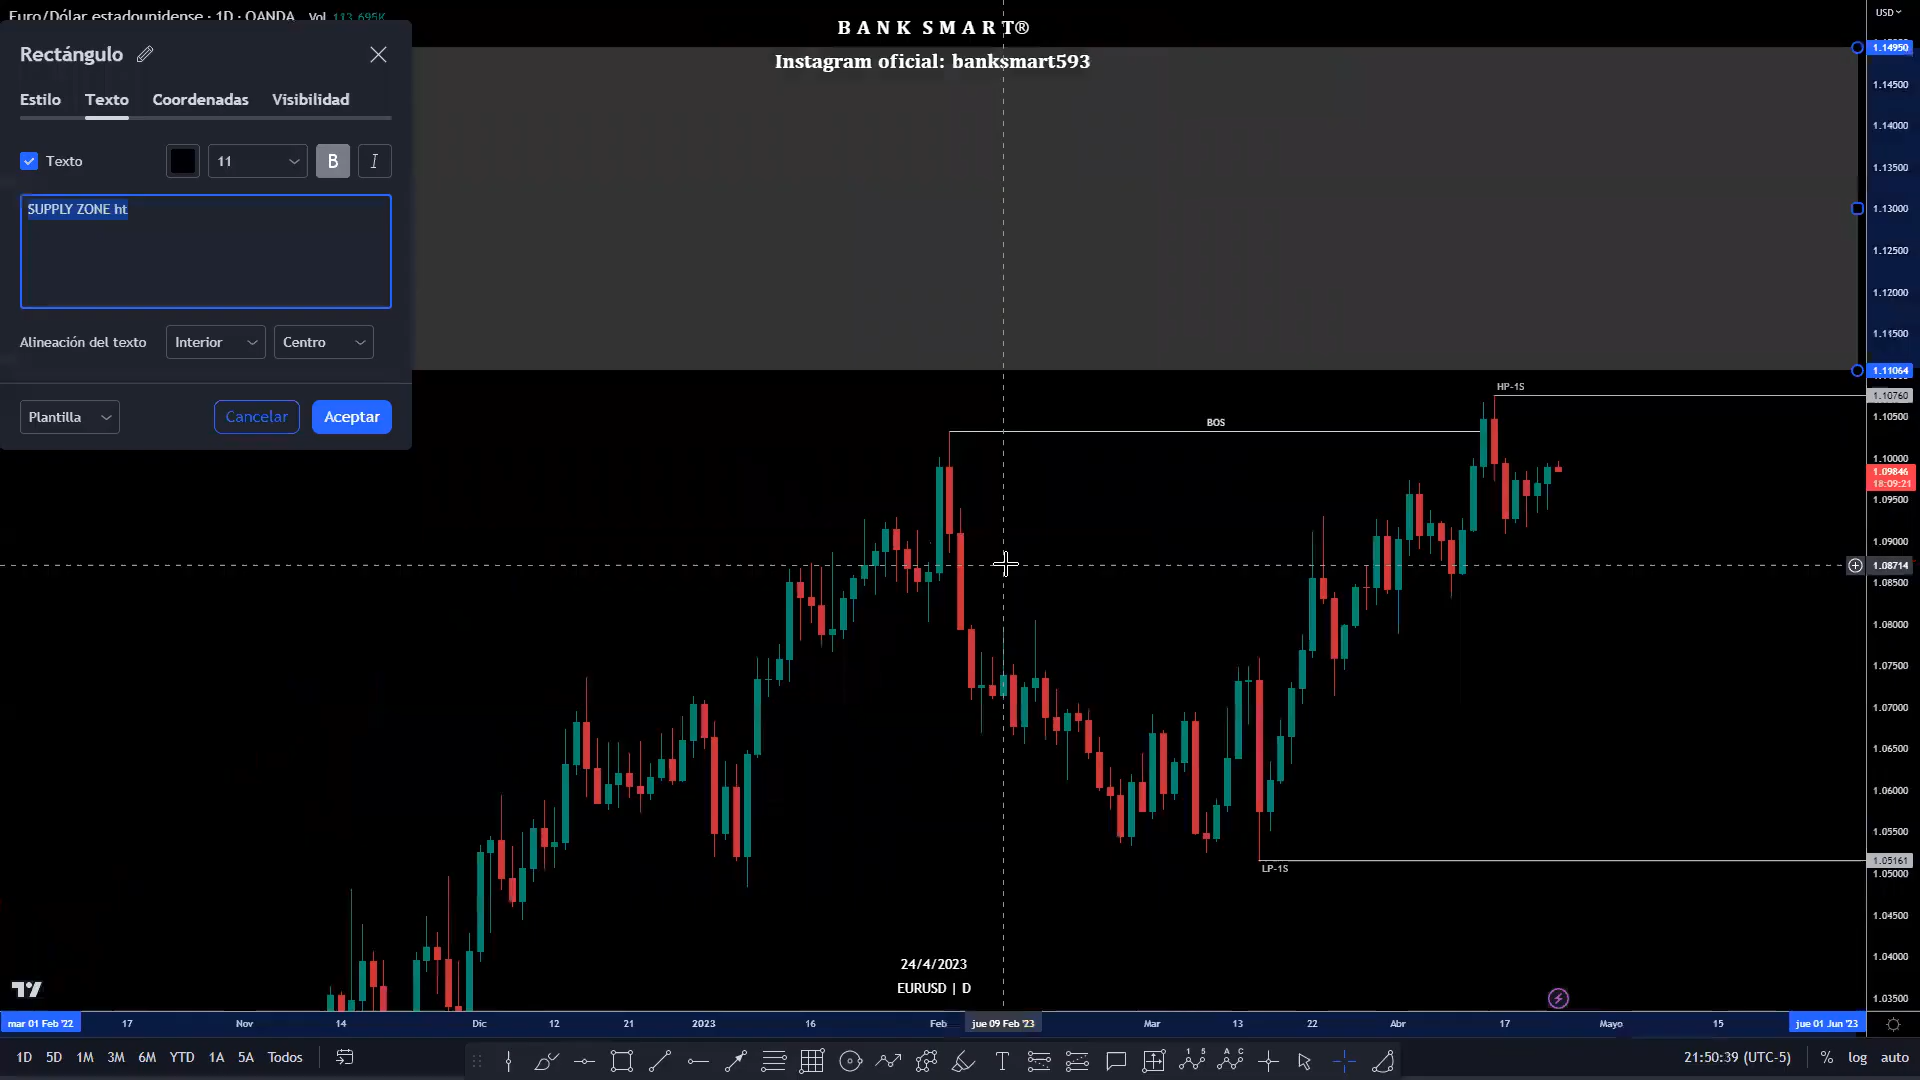 Euro/Dólar estadounidense · 1D · OANDA Vol 113.695K
Rectángulo
Estilo Texto Coordenadas Visibilidad
Texto 11 B I
SUPPLY ZONE ht
Alineación del texto Interior Centro
Plantilla Cancelar Aceptar
BANK SMART®
Instagram oficial: banksmart593
HP-1S
BOS
LP-1S
24/4/2023
EURUSD | D
USD
1.14950
1.14500
1.14000
1.13500
1.13000
1.12500
1.12000
1.11500
1.11064
1.10760
1.10500
1.10000
1.09846
18:09:21
1.09500
1.09000
1.08714
1.08500
1.08000
1.07500
1.07000
1.06500
1.06000
1.05500
1.05161
1.05000
1.04500
1.04000
1.03500
mar 01 Feb '22 17 Nov 14 Dic 12 21 2023 16 Feb jue 09 Feb '23 Mar 13 22 Abr 17 Mayo 15 jue 01 Jun '23
1D 5D 1M 3M 6M YTD 1A 5A Todos 21:50:39 (UTC-5) % log auto